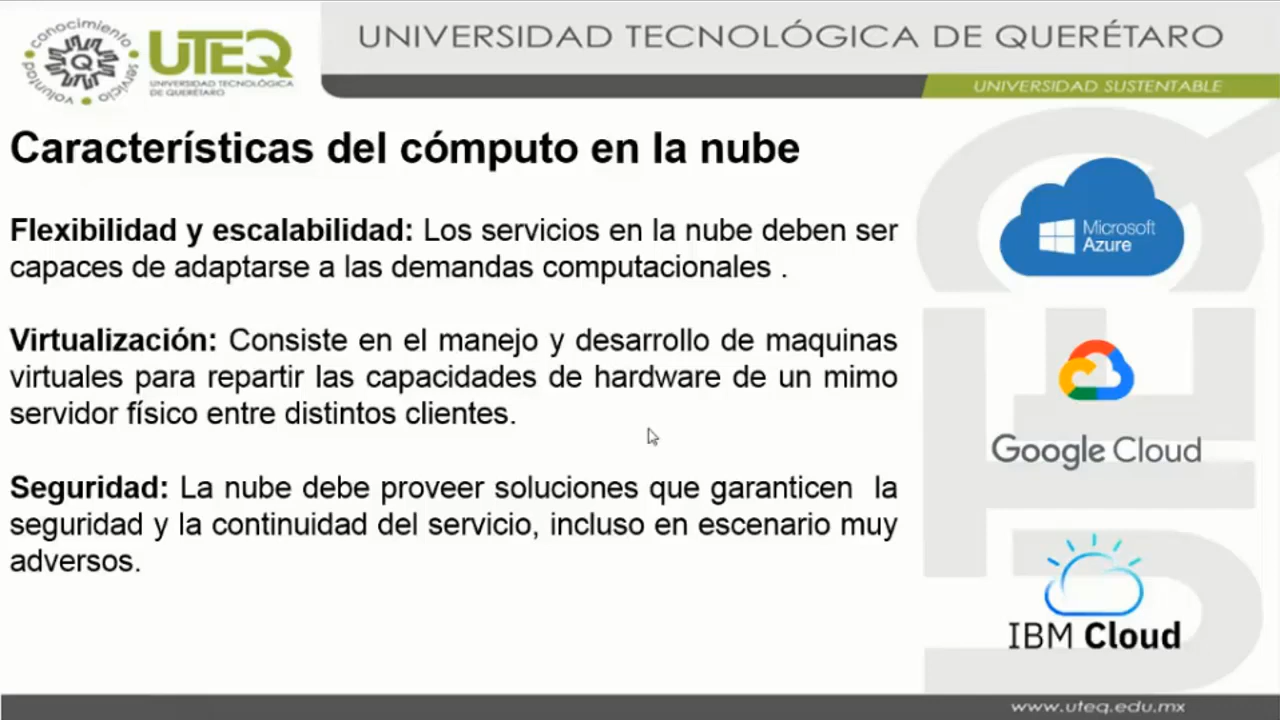 conocimiento
servicio
voluntad
Q
UTEQ
UNIVERSIDAD TECNOLÓGICA
DE QUERÉTARO
UNIVERSIDAD TECNOLÓGICA DE QUERÉTARO
UNIVERSIDAD SUSTENTABLE
Características del cómputo en la nube
Flexibilidad y escalabilidad: Los servicios en la nube deben ser
capaces de adaptarse a las demandas computacionales .
Virtualización: Consiste en el manejo y desarrollo de maquinas
virtuales para repartir las capacidades de hardware de un mimo
servidor físico entre distintos clientes.
Seguridad: La nube debe proveer soluciones que garanticen  la
seguridad y la continuidad del servicio, incluso en escenario muy
adversos.
Microsoft
Azure
Google Cloud
IBM Cloud
UTEQ
www.uteq.edu.mx